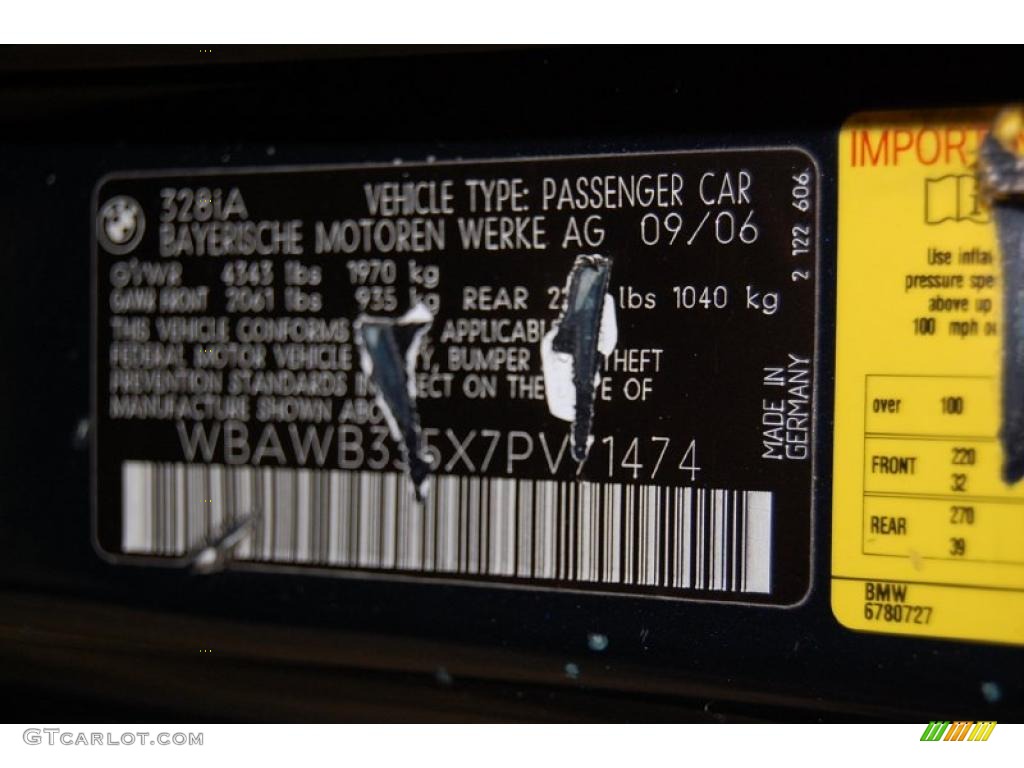 328iA VEHICLE TYPE: PASSENGER CAR
BAYERISCHE MOTOREN WERKE AG 09/06
GVWR 4343 lbs 1970 kg
GAWR FRONT 2061 lbs 935 kg REAR lbs 1040 kg
THIS VEHICLE CONFORMS APPLICABLE
FEDERAL MOTOR VEHICLE BUMPER THEFT
PREVENTION STANDARDS ON THE OF
MANUFACTURE SHOWN
WBAWB335X7PV71474
MADE IN
GERMANY
2 122 606
IMPORT
Use
pressure
above up
100 mph
over 100
FRONT 220
32
REAR 270
39
BMW
6780727
GTCARLOT.COM